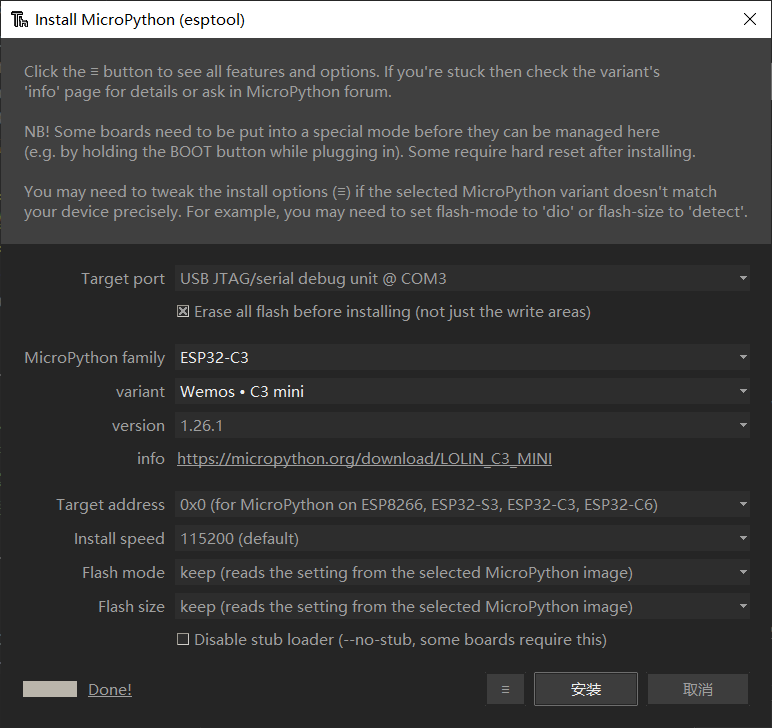 Install MicroPython (esptool)
Click the ≡ button to see all features and options. If you're stuck then check the variant's
'info' page for details or ask in MicroPython forum.
NB! Some boards need to be put into a special mode before they can be managed here
(e.g. by holding the BOOT button while plugging in). Some require hard reset after installing.
You may need to tweak the install options (≡) if the selected MicroPython variant doesn't match
your device precisely. For example, you may need to set flash-mode to 'dio' or flash-size to 'detect'.
Target port USB JTAG/serial debug unit @ COM3
Erase all flash before installing (not just the write areas)
MicroPython family ESP32-C3
variant Wemos • C3 mini
version 1.26.1
info https://micropython.org/download/LOLIN_C3_MINI
Target address 0x0 (for MicroPython on ESP8266, ESP32-S3, ESP32-C3, ESP32-C6)
Install speed 115200 (default)
Flash mode keep (reads the setting from the selected MicroPython image)
Flash size keep (reads the setting from the selected MicroPython image)
Disable stub loader (--no-stub, some boards require this)
Done! ≡ 安装 取消